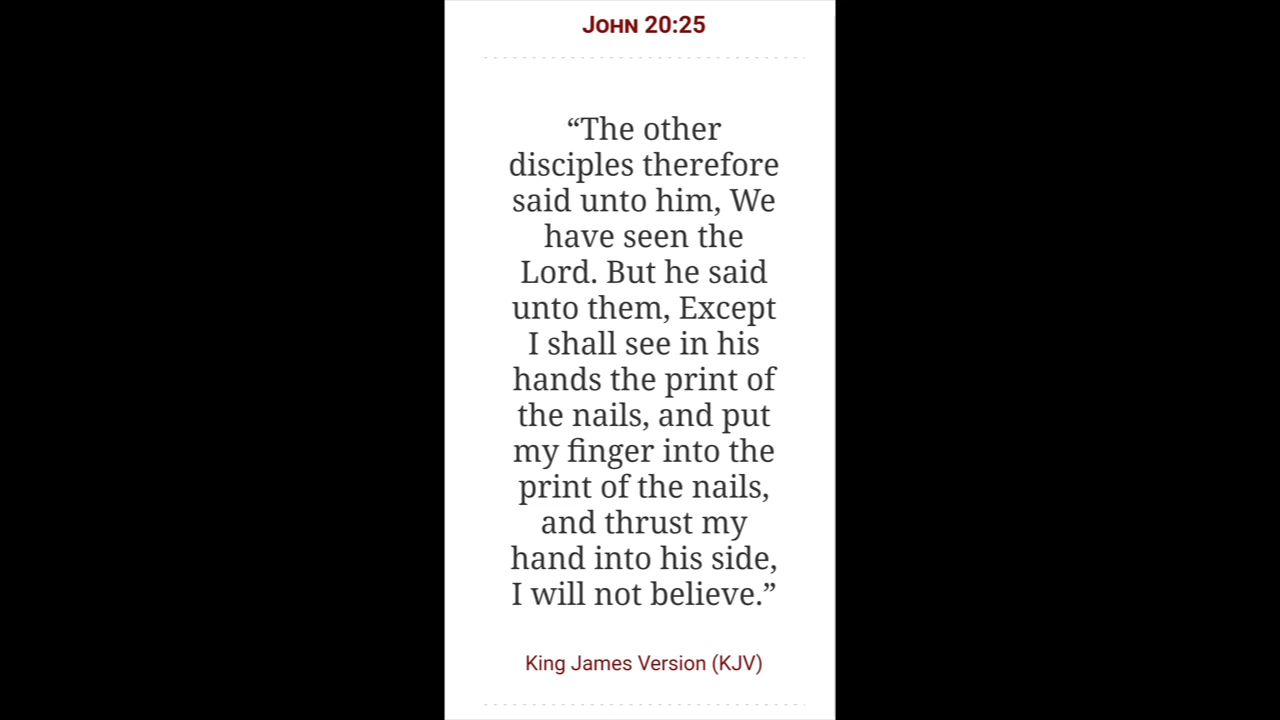 John 20:25
“The other
disciples therefore
said unto him, We
have seen the
Lord. But he said
unto them, Except
I shall see in his
hands the print of
the nails, and put
my finger into the
print of the nails,
and thrust my
hand into his side,
I will not believe.”
King James Version (KJV)